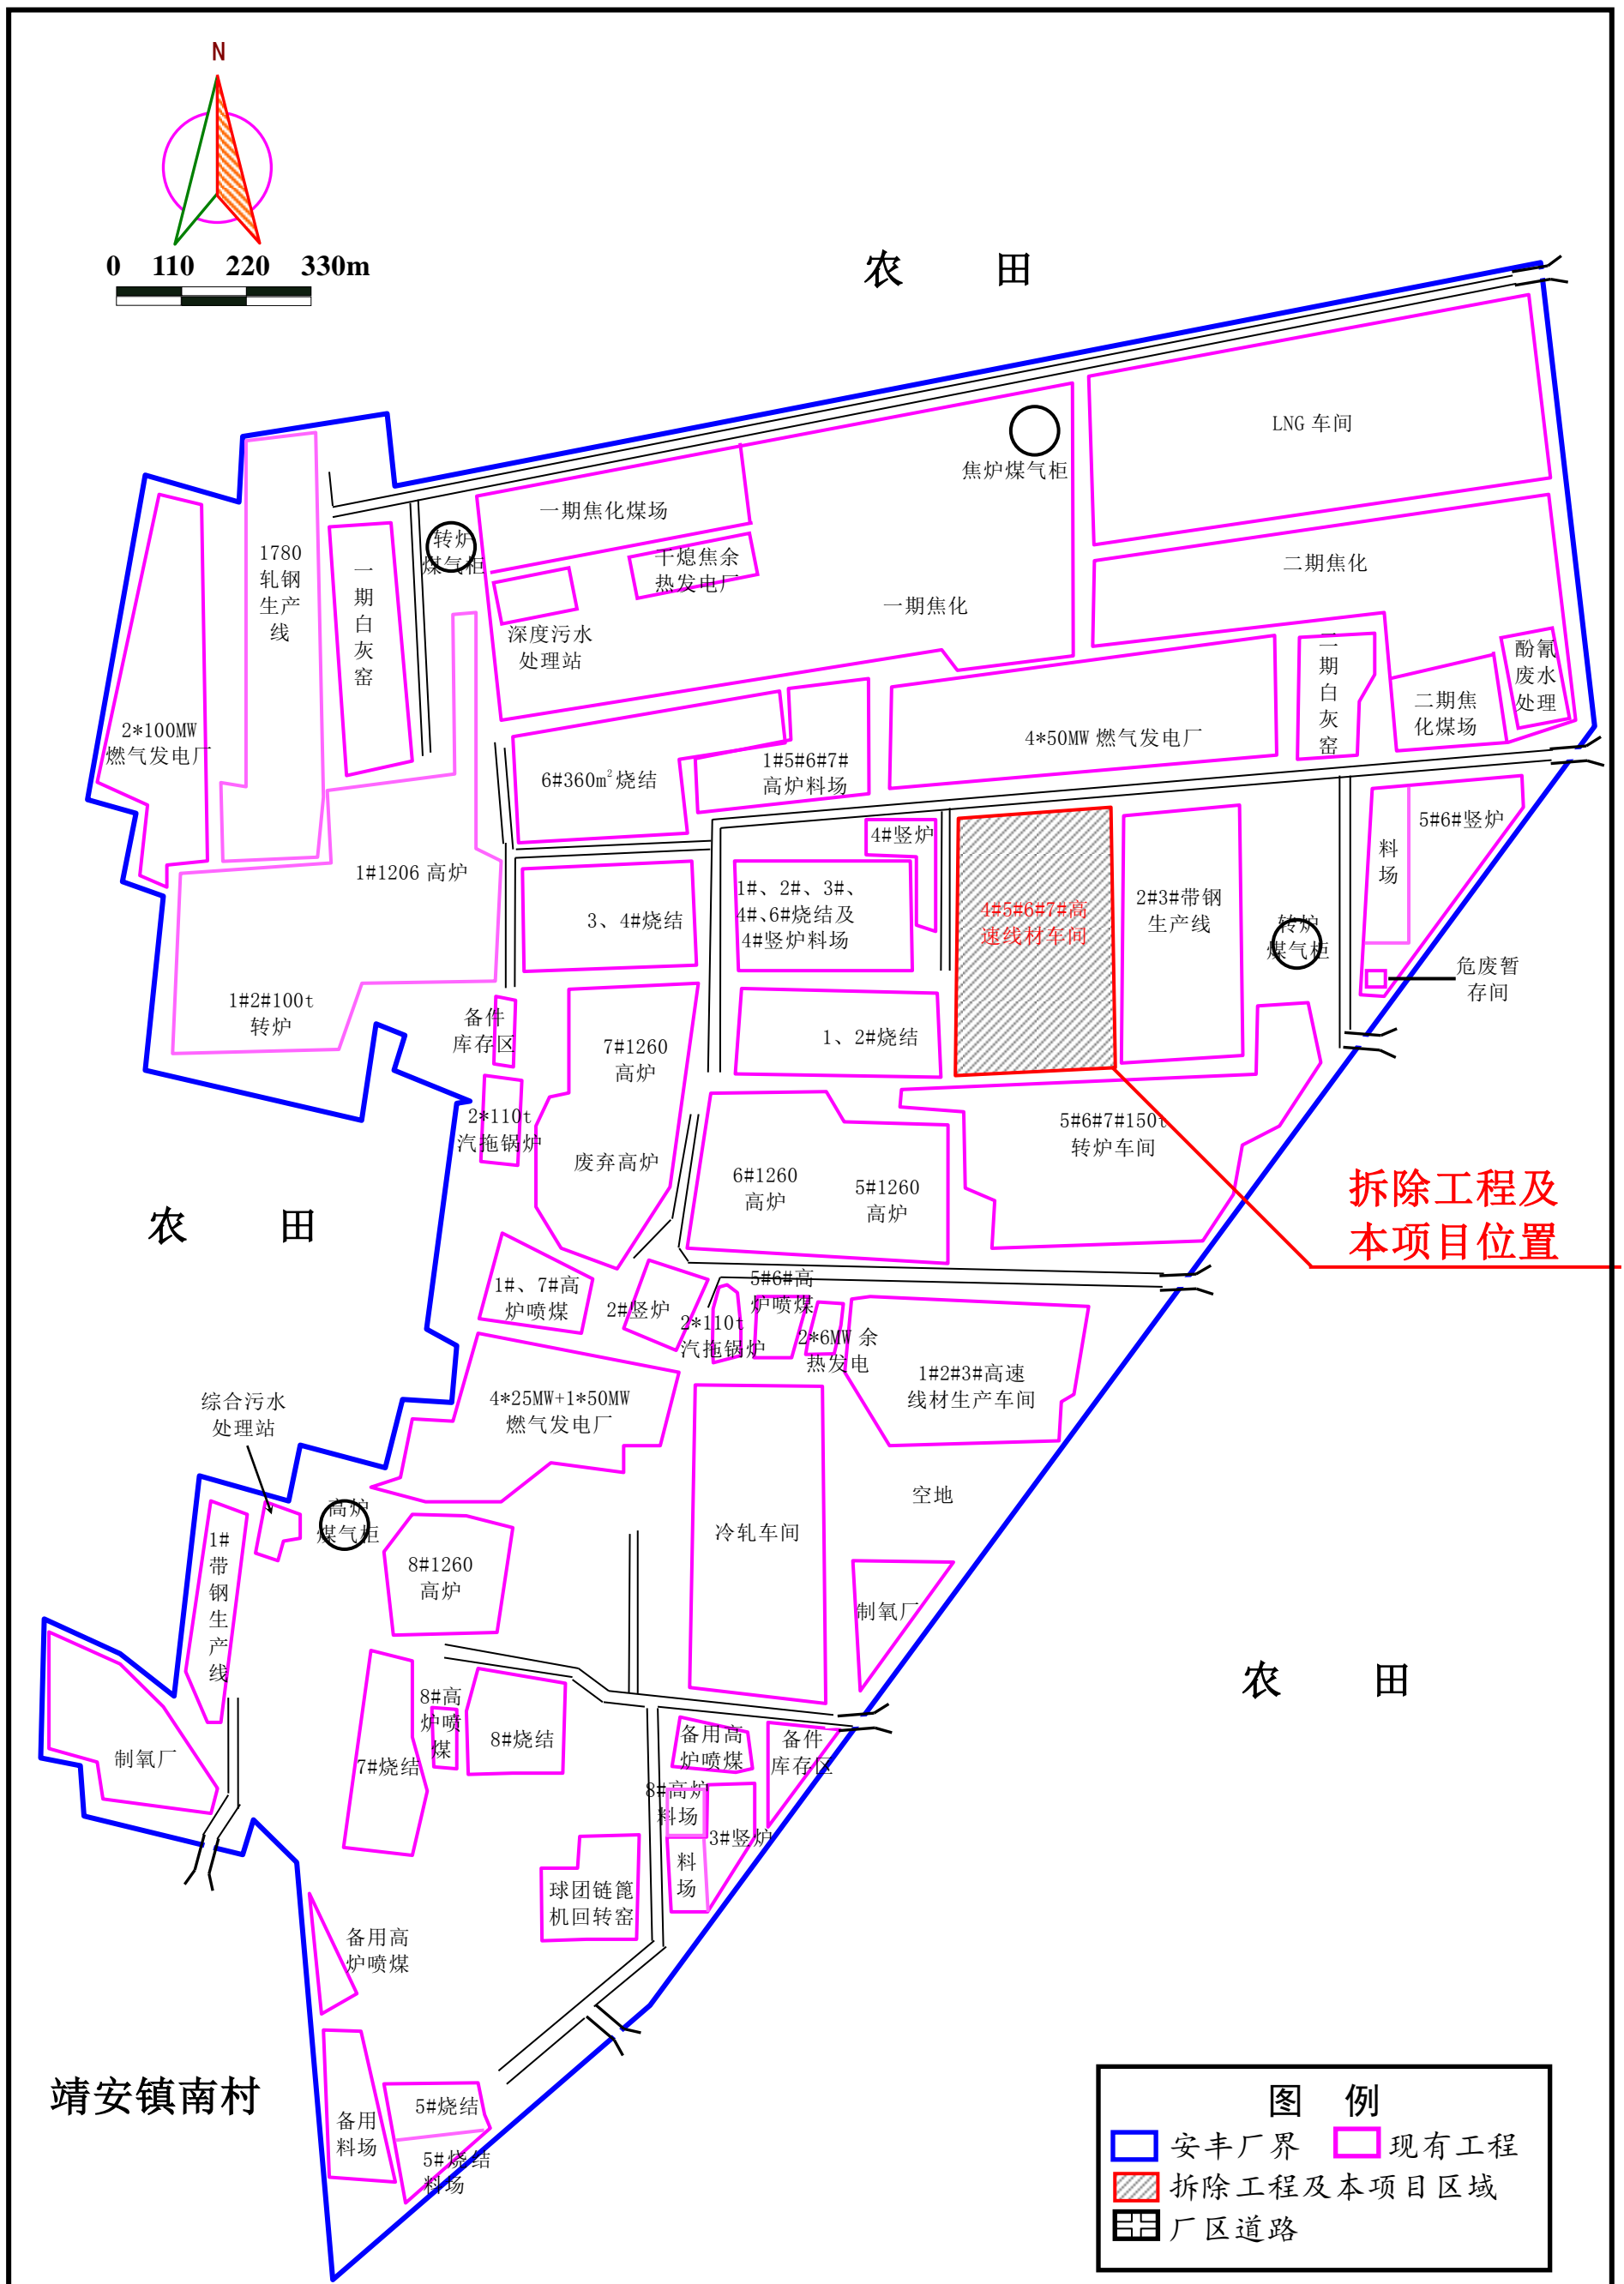 N
0 110 220 330m
农 田
LNG 车间
焦炉煤气柜
一期焦化煤场
转炉
煤气柜
1780
轧钢
生产
线
一
期
白
灰
窑
干熄焦余
热发电厂
二期焦化
一期焦化
深度污水
处理站
二
期
白
灰
窑
酚氰
废水
处理
二期焦
化煤场
2*100MW
燃气发电厂
4*50MW 燃气发电厂
6#360m²烧结
1#5#6#7#
高炉料场
5#6#竖炉
料
场
4#竖炉
1#1206 高炉
3、4#烧结
1#、2#、3#、
4#、6#烧结及
4#竖炉料场
4#5#6#7#高
速线材车间
2#3#带钢
生产线
转炉
煤气柜
危废暂
存间
1#2#100t
转炉
备件
库存区
7#1260
高炉
1、2#烧结
2*110t
汽拖锅炉
废弃高炉
5#6#7#150t
转炉车间
6#1260
高炉
5#1260
高炉
拆除工程及
本项目位置
农 田
1#、7#高
炉喷煤
2#竖炉
2*110t
汽拖锅炉
5#6#高
炉喷煤
2*6MW 余
热发电
1#2#3#高速
线材生产车间
4*25MW+1*50MW
燃气发电厂
综合污水
处理站
空地
高炉
煤气柜
冷轧车间
1#
带
钢
生
产
线
8#1260
高炉
制氧厂
农 田
8#高
炉喷
煤
8#烧结
7#烧结
制氧厂
备用高
炉喷煤
备件
库存区
8#高炉
料场
3#竖炉
料
场
球团链篦
机回转窑
备用高
炉喷煤
靖安镇南村
备用
料场
5#烧结
5#烧结
料场
图 例
安丰厂界 现有工程
拆除工程及本项目区域
厂区道路